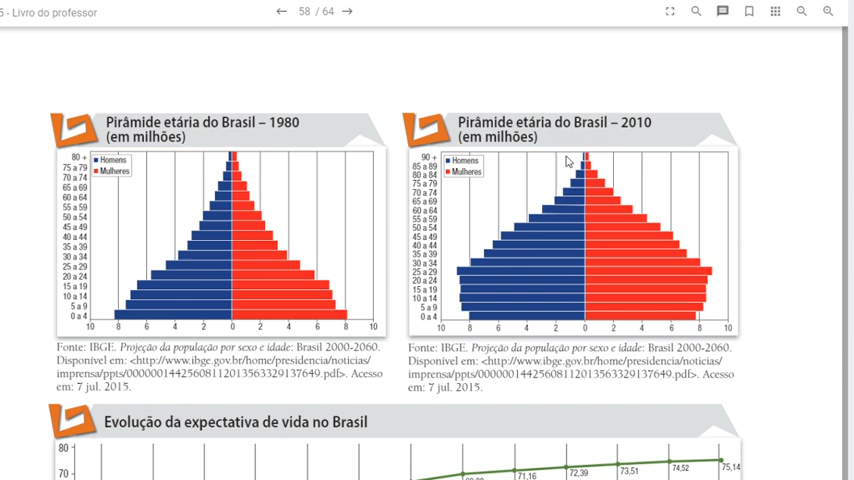 5 - Livro do professor
58 / 64
Pirâmide etária do Brasil – 1980
(em milhões)
80 +
75 a 79
70 a 74
65 a 69
60 a 64
55 a 59
50 a 54
45 a 49
40 a 44
35 a 39
30 a 34
25 a 29
20 a 24
15 a 19
10 a 14
5 a 9
0 a 4
Homens
Mulheres
10 8 6 4 2 0 2 4 6 8 10
Fonte: IBGE. Projeção da população por sexo e idade: Brasil 2000-2060.
Disponível em: <http://www.ibge.gov.br/home/presidencia/noticias/
imprensa/ppts/00000014425608112013563329137649.pdf>. Acesso
em: 7 jul. 2015.
Pirâmide etária do Brasil – 2010
(em milhões)
90 +
85 a 89
80 a 84
75 a 79
70 a 74
65 a 69
60 a 64
55 a 59
50 a 54
45 a 49
40 a 44
35 a 39
30 a 34
25 a 29
20 a 24
15 a 19
10 a 14
5 a 9
0 a 4
Homens
Mulheres
10 8 6 4 2 0 2 4 6 8 10
Fonte: IBGE. Projeção da população por sexo e idade: Brasil 2000-2060.
Disponível em: <http://www.ibge.gov.br/home/presidencia/noticias/
imprensa/ppts/00000014425608112013563329137649.pdf>. Acesso
em: 7 jul. 2015.
Evolução da expectativa de vida no Brasil
80
70
71,16
72,39
73,51
74,52
75,14